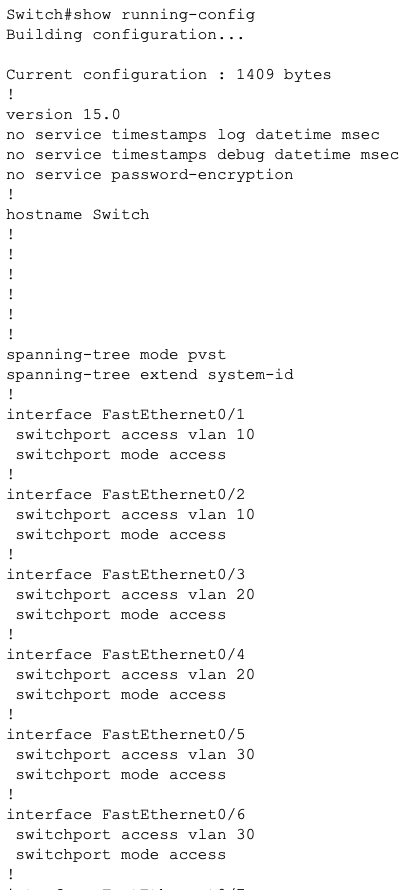 Switch#show running-config
Building configuration...
Current configuration : 1409 bytes
!
version 15.0
no service timestamps log datetime msec
no service timestamps debug datetime msec
no service password-encryption
!
hostname Switch
!
!
!
!
!
!
spanning-tree mode pvst
spanning-tree extend system-id
!
interface FastEthernet0/1
switchport access vlan 10
switchport mode access
!
interface FastEthernet0/2
switchport access vlan 10
switchport mode access
!
interface FastEthernet0/3
switchport access vlan 20
switchport mode access
!
interface FastEthernet0/4
switchport access vlan 20
switchport mode access
!
interface FastEthernet0/5
switchport access vlan 30
switchport mode access
!
interface FastEthernet0/6
switchport access vlan 30
switchport mode access
!